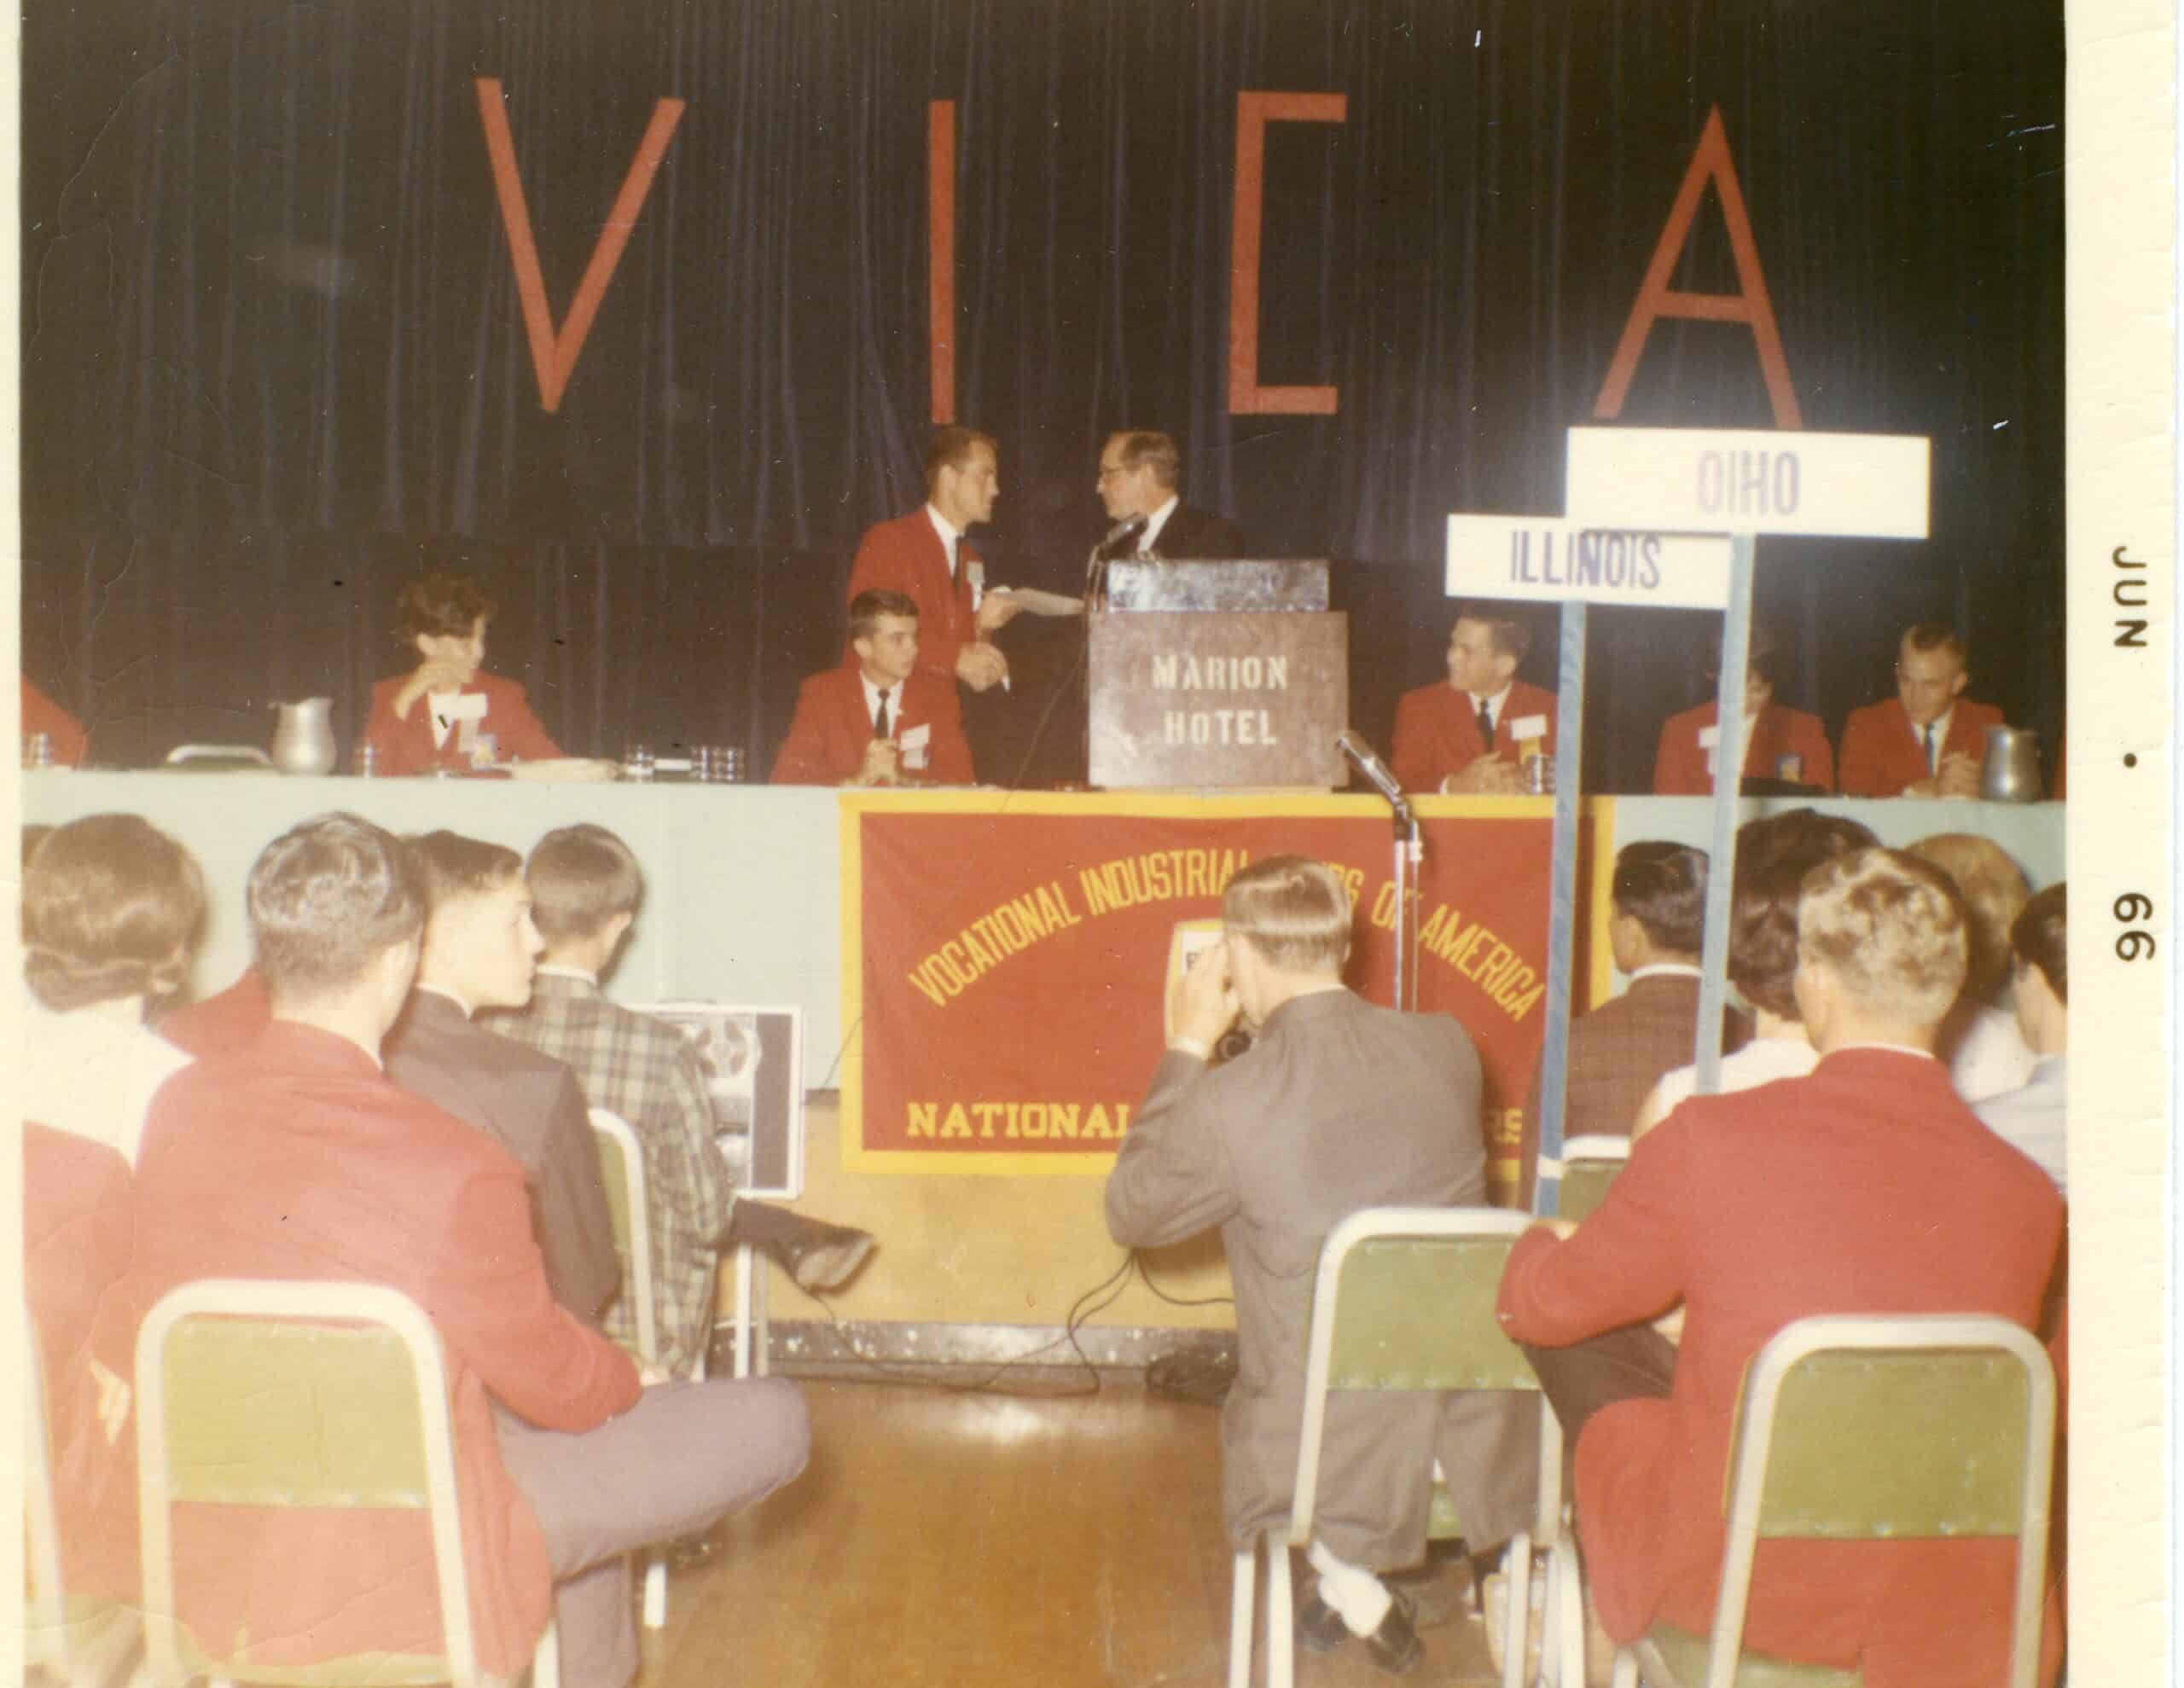 V I C A
OIHO
ILLINOIS
MARION
HOTEL
VOCATIONAL INDUSTRIAL OF AMERICA
NATIONAL
JUN • 66